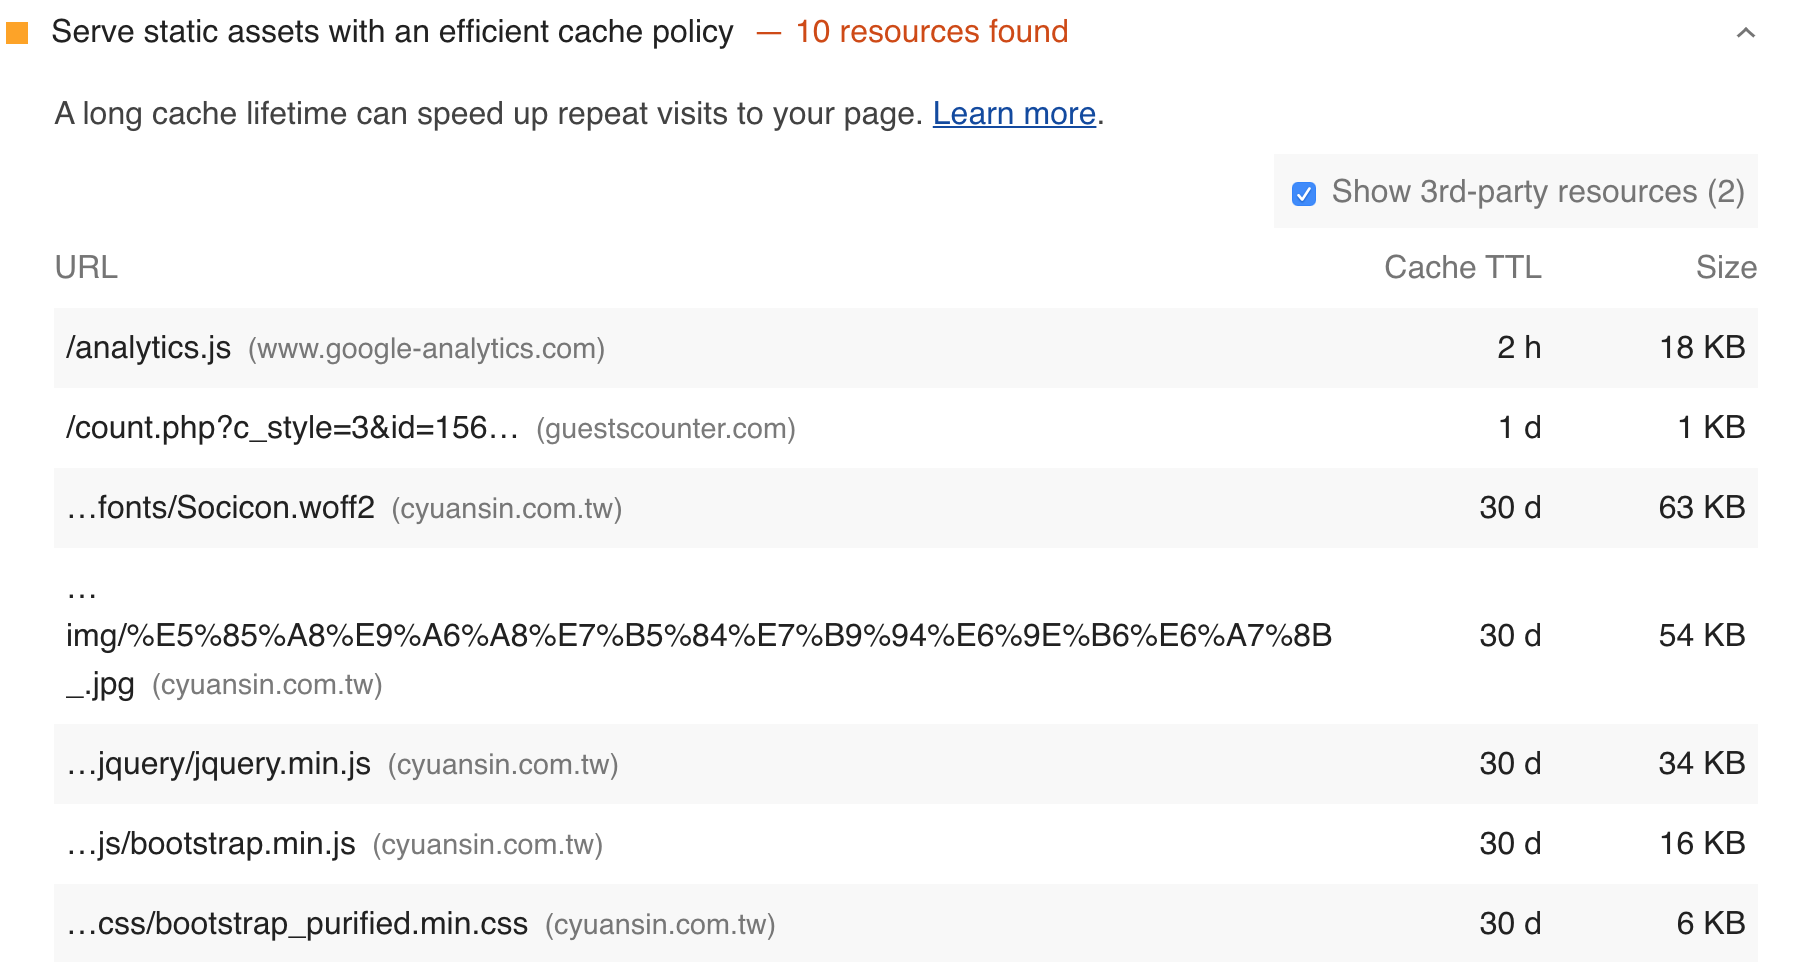 Serve static assets with an efficient cache policy — 10 resources found
A long cache lifetime can speed up repeat visits to your page. Learn more.
Show 3rd-party resources (2)
URL Cache TTL Size
/analytics.js (www.google-analytics.com) 2 h 18 KB
/count.php?c_style=3&id=156… (guestscounter.com) 1 d 1 KB
…fonts/Socicon.woff2 (cyuansin.com.tw) 30 d 63 KB
…
img/%E5%85%A8%E9%A6%A8%E7%B5%84%E7%B9%94%E6%9E%B6%E6%A7%8B 30 d 54 KB
_.jpg (cyuansin.com.tw)
…jquery/jquery.min.js (cyuansin.com.tw) 30 d 34 KB
…js/bootstrap.min.js (cyuansin.com.tw) 30 d 16 KB
…css/bootstrap_purified.min.css (cyuansin.com.tw) 30 d 6 KB